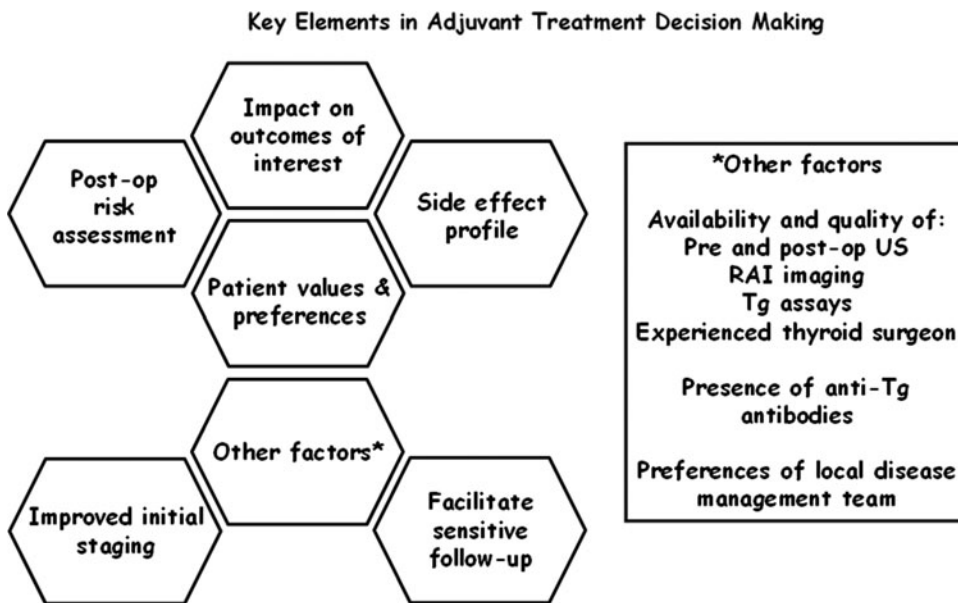 Key Elements in Adjuvant Treatment Decision Making
Impact on
outcomes of
interest
Post-op
risk
assessment
Side effect
profile
Patient values &
preferences
Other factors*
Improved initial
staging
Facilitate
sensitive
follow-up
*Other factors
Availability and quality of:
Pre and post-op US
RAI imaging
Tg assays
Experienced thyroid surgeon
Presence of anti-Tg
antibodies
Preferences of local disease
management team